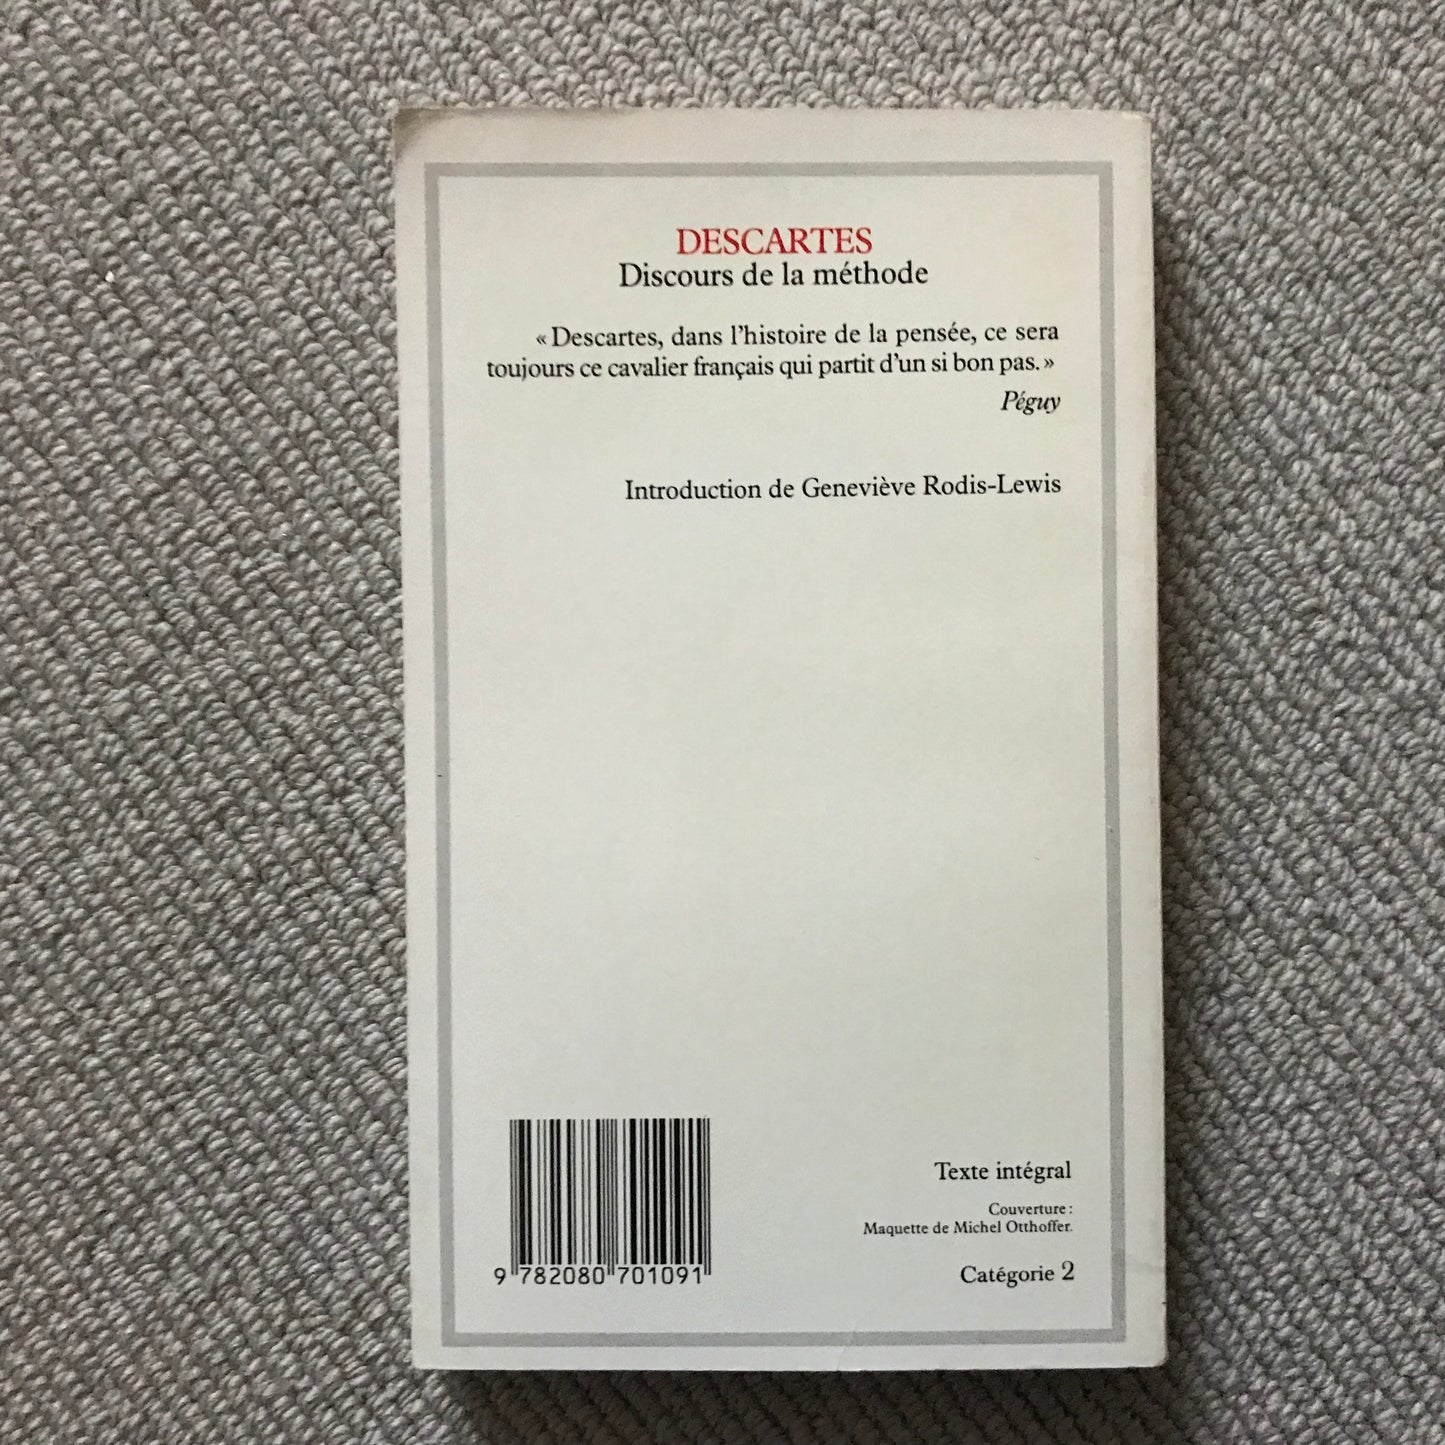 DESCARTES
Discours de la méthode
« Descartes, dans l'histoire de la pensée, ce sera
toujours ce cavalier français qui partit d'un si bon pas. »
Péguy
Introduction de Geneviève Rodis-Lewis
Texte intégral
Couverture :
Maquette de Michel Otthoffer.
Catégorie 2
9 782080 701091